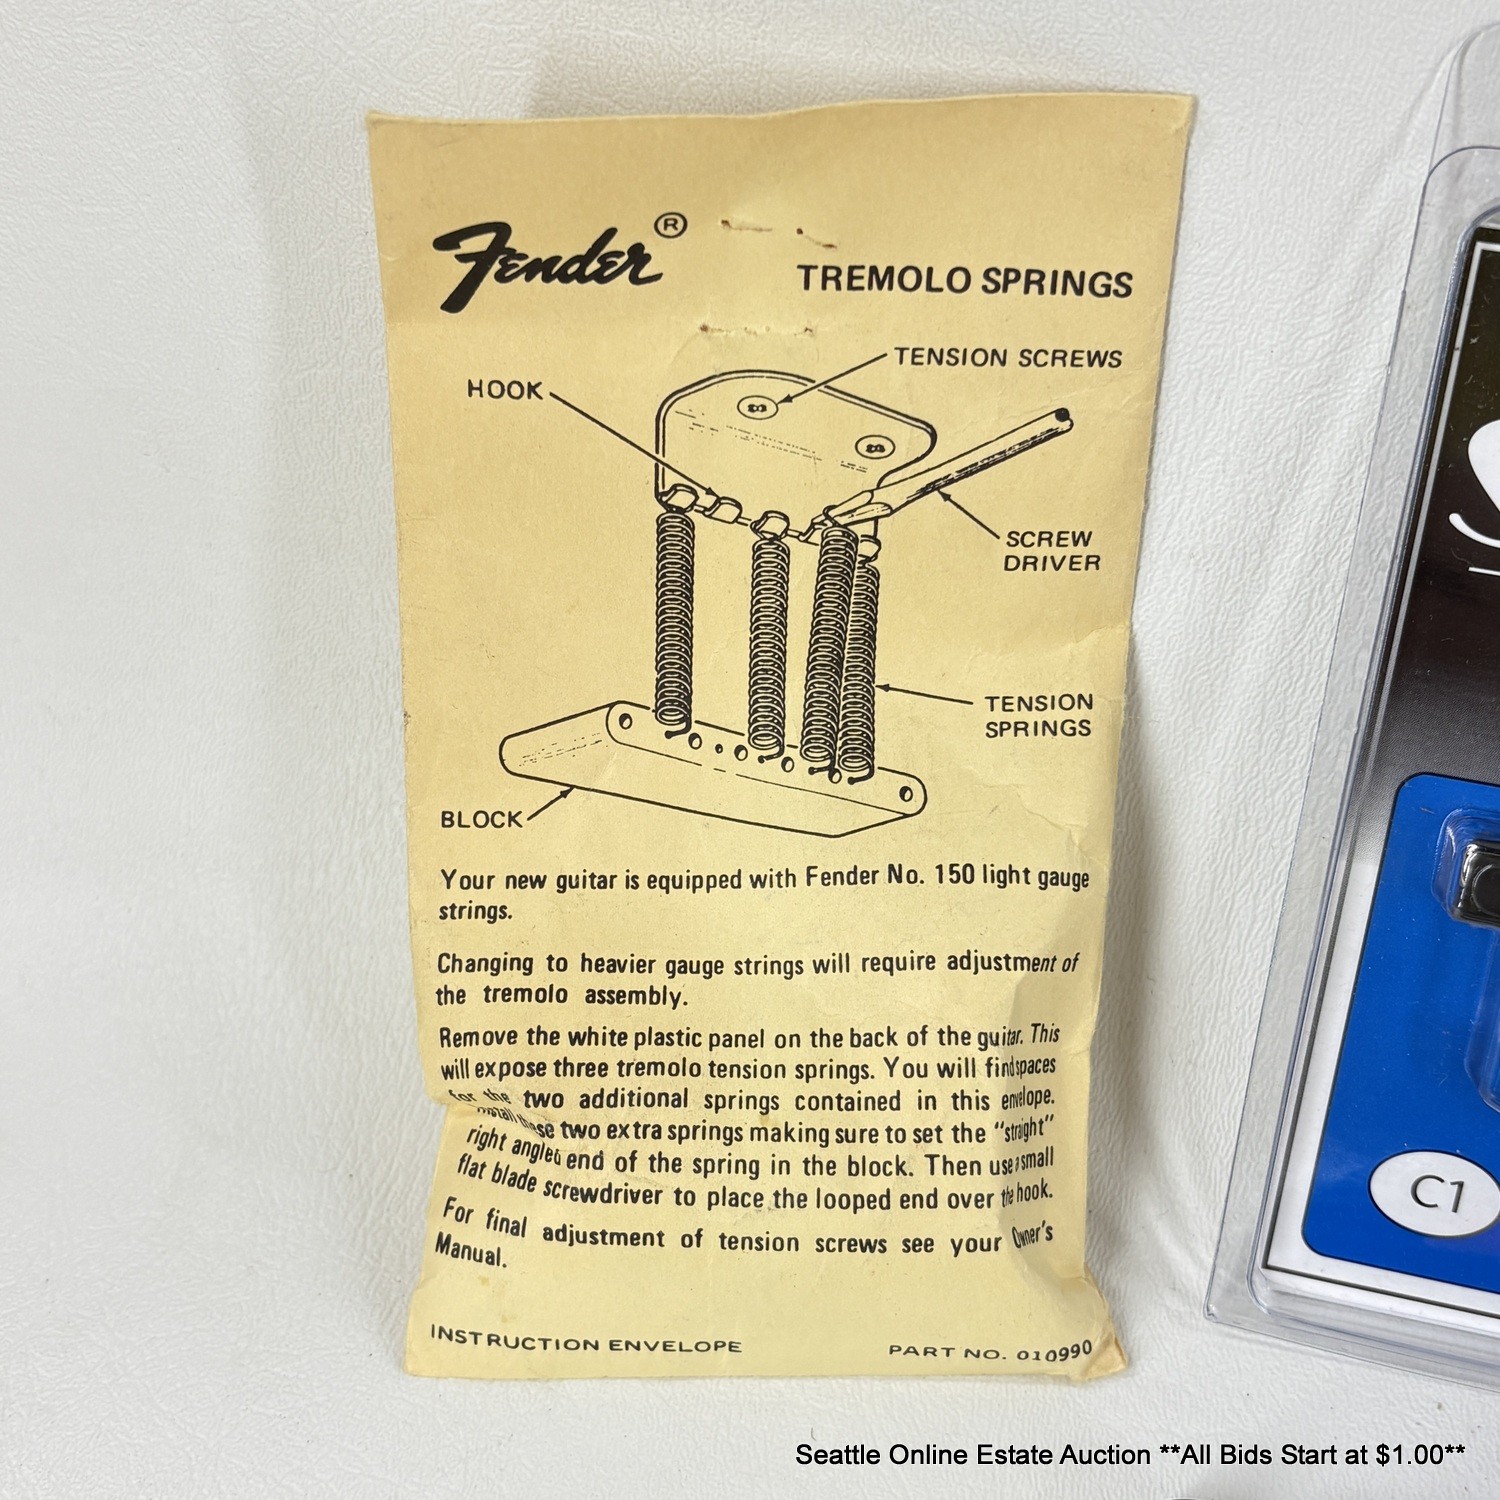 Fender®
TREMOLO SPRINGS
TENSION SCREWS
HOOK
SCREW
DRIVER
TENSION
SPRINGS
BLOCK
Your new guitar is equipped with Fender No. 150 light gauge
strings.
Changing to heavier gauge strings will require adjustment of
the tremolo assembly.
Remove the white plastic panel on the back of the guitar. This
will expose three tremolo tension springs. You will find spaces
for the two additional springs contained in this envelope.
Install these two extra springs making sure to set the "straight"
right angled end of the spring in the block. Then use a small
flat blade screwdriver to place the looped end over the hook.
For final adjustment of tension screws see your Owner's
Manual.
INSTRUCTION ENVELOPE
PART NO. 010990
C1
Seattle Online Estate Auction **All Bids Start at $1.00**